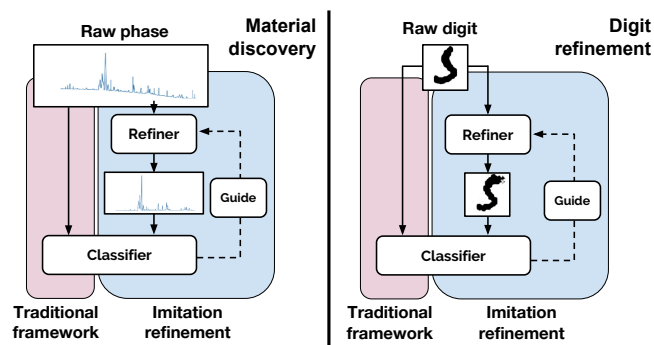 Raw phase
Material
discovery
Refiner
Guide
Classifier
Traditional
framework
Imitation
refinement
Raw digit
Digit
refinement
Refiner
Guide
Classifier
Traditional
framework
Imitation
refinement